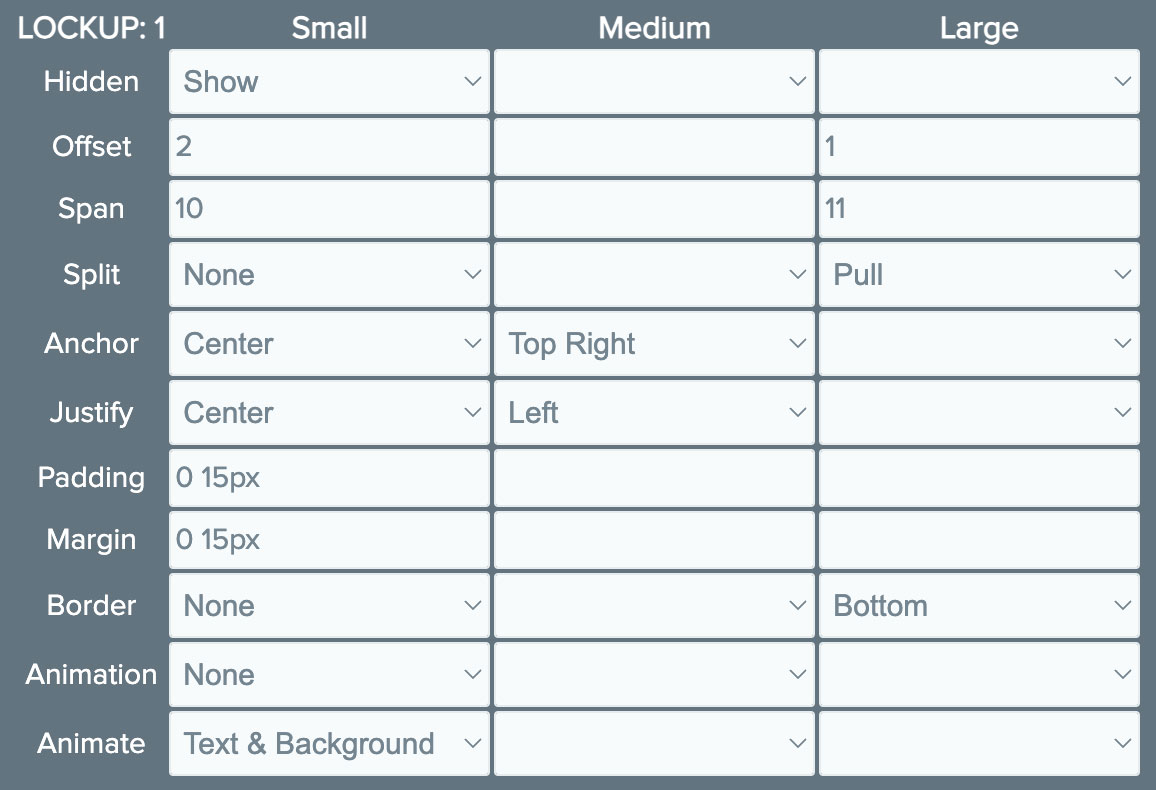 LOCKUP: 1 Small Medium Large
Hidden Show
Offset 2 1
Span 10 11
Split None Pull
Anchor Center Top Right
Justify Center Left
Padding 0 15px
Margin 0 15px
Border None Bottom
Animation None
Animate Text & Background